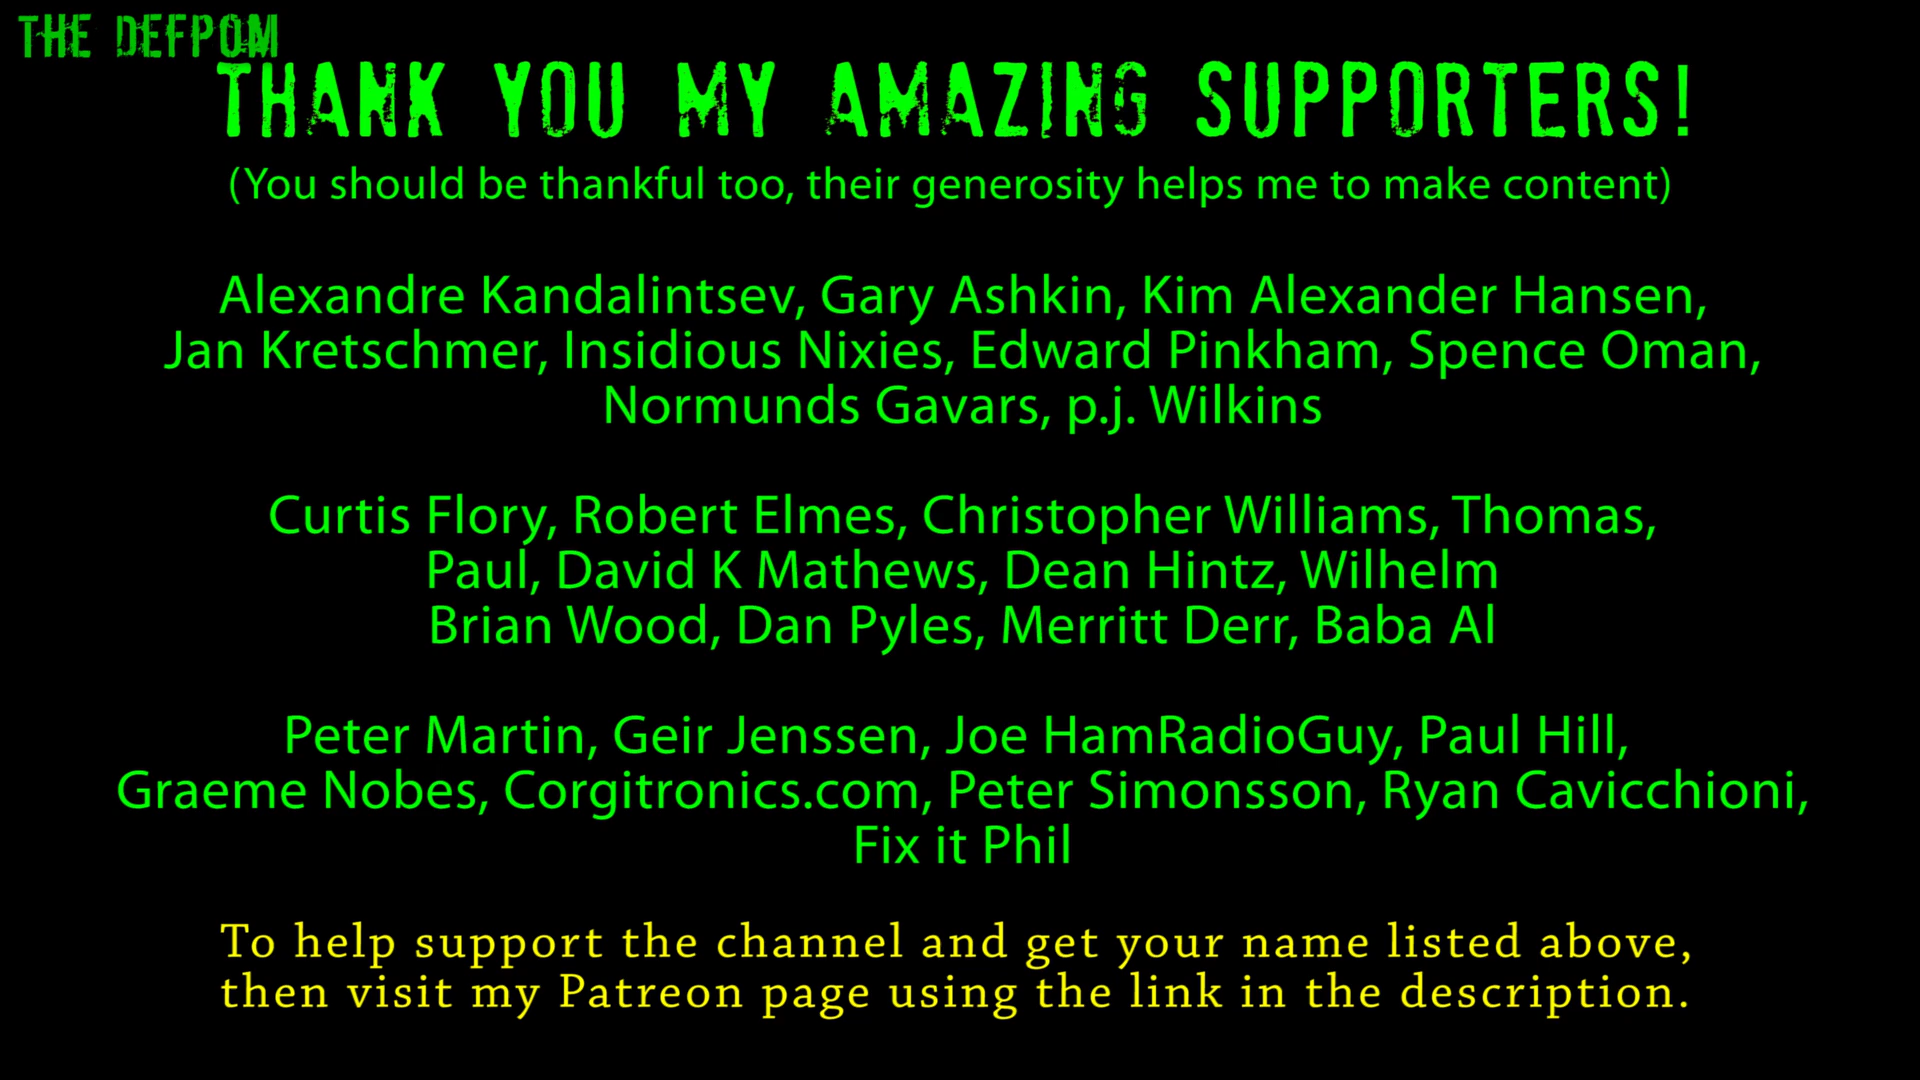 THE DEFPOM
THANK YOU MY AMAZING SUPPORTERS!
(You should be thankful too, their generosity helps me to make content)
Alexandre Kandalintsev, Gary Ashkin, Kim Alexander Hansen,
Jan Kretschmer, Insidious Nixies, Edward Pinkham, Spence Oman,
Normunds Gavars, p.j. Wilkins
Curtis Flory, Robert Elmes, Christopher Williams, Thomas,
Paul, David K Mathews, Dean Hintz, Wilhelm
Brian Wood, Dan Pyles, Merritt Derr, Baba Al
Peter Martin, Geir Jenssen, Joe HamRadioGuy, Paul Hill,
Graeme Nobes, Corgitronics.com, Peter Simonsson, Ryan Cavicchioni,
Fix it Phil
To help support the channel and get your name listed above,
then visit my Patreon page using the link in the description.